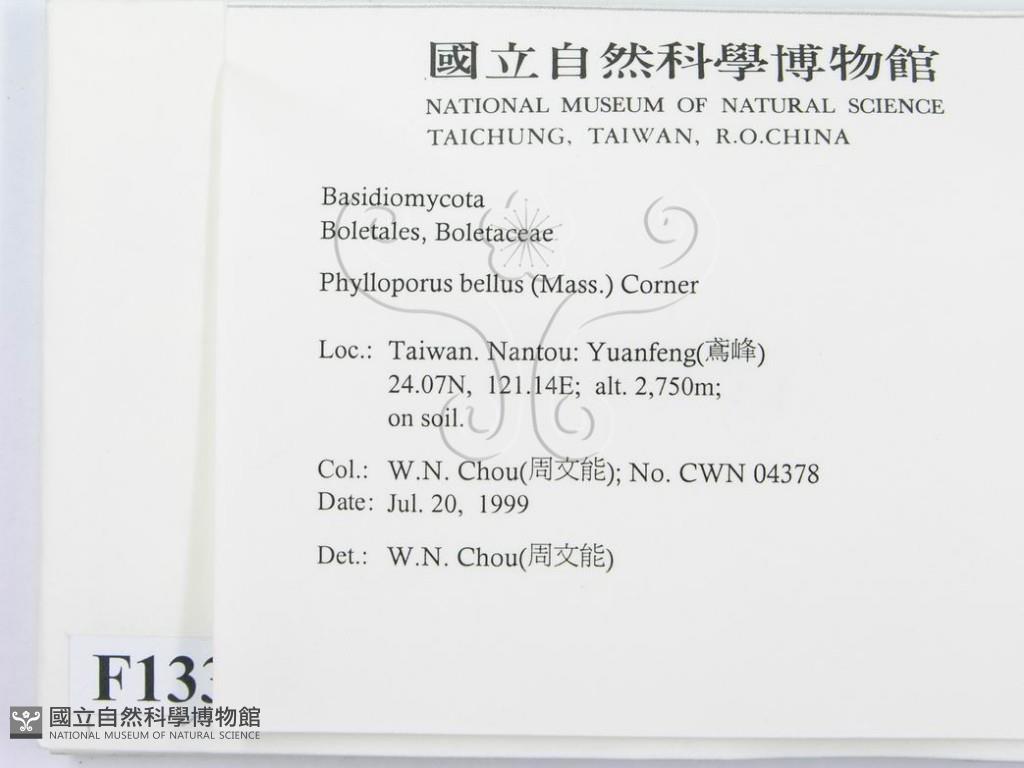 國立自然科學博物館
NATIONAL MUSEUM OF NATURAL SCIENCE
TAICHUNG, TAIWAN, R.O.CHINA
Basidiomycota
Boletales, Boletaceae
Phylloporus bellus (Mass.) Corner
Loc.: Taiwan. Nantou: Yuanfeng(鳶峰)
24.07N, 121.14E; alt. 2,750m;
on soil.
Col.: W.N. Chou(周文能); No. CWN 04378
Date: Jul. 20, 1999
Det.: W.N. Chou(周文能)
F133
國立自然科學博物館
NATIONAL MUSEUM OF NATURAL SCIENCE